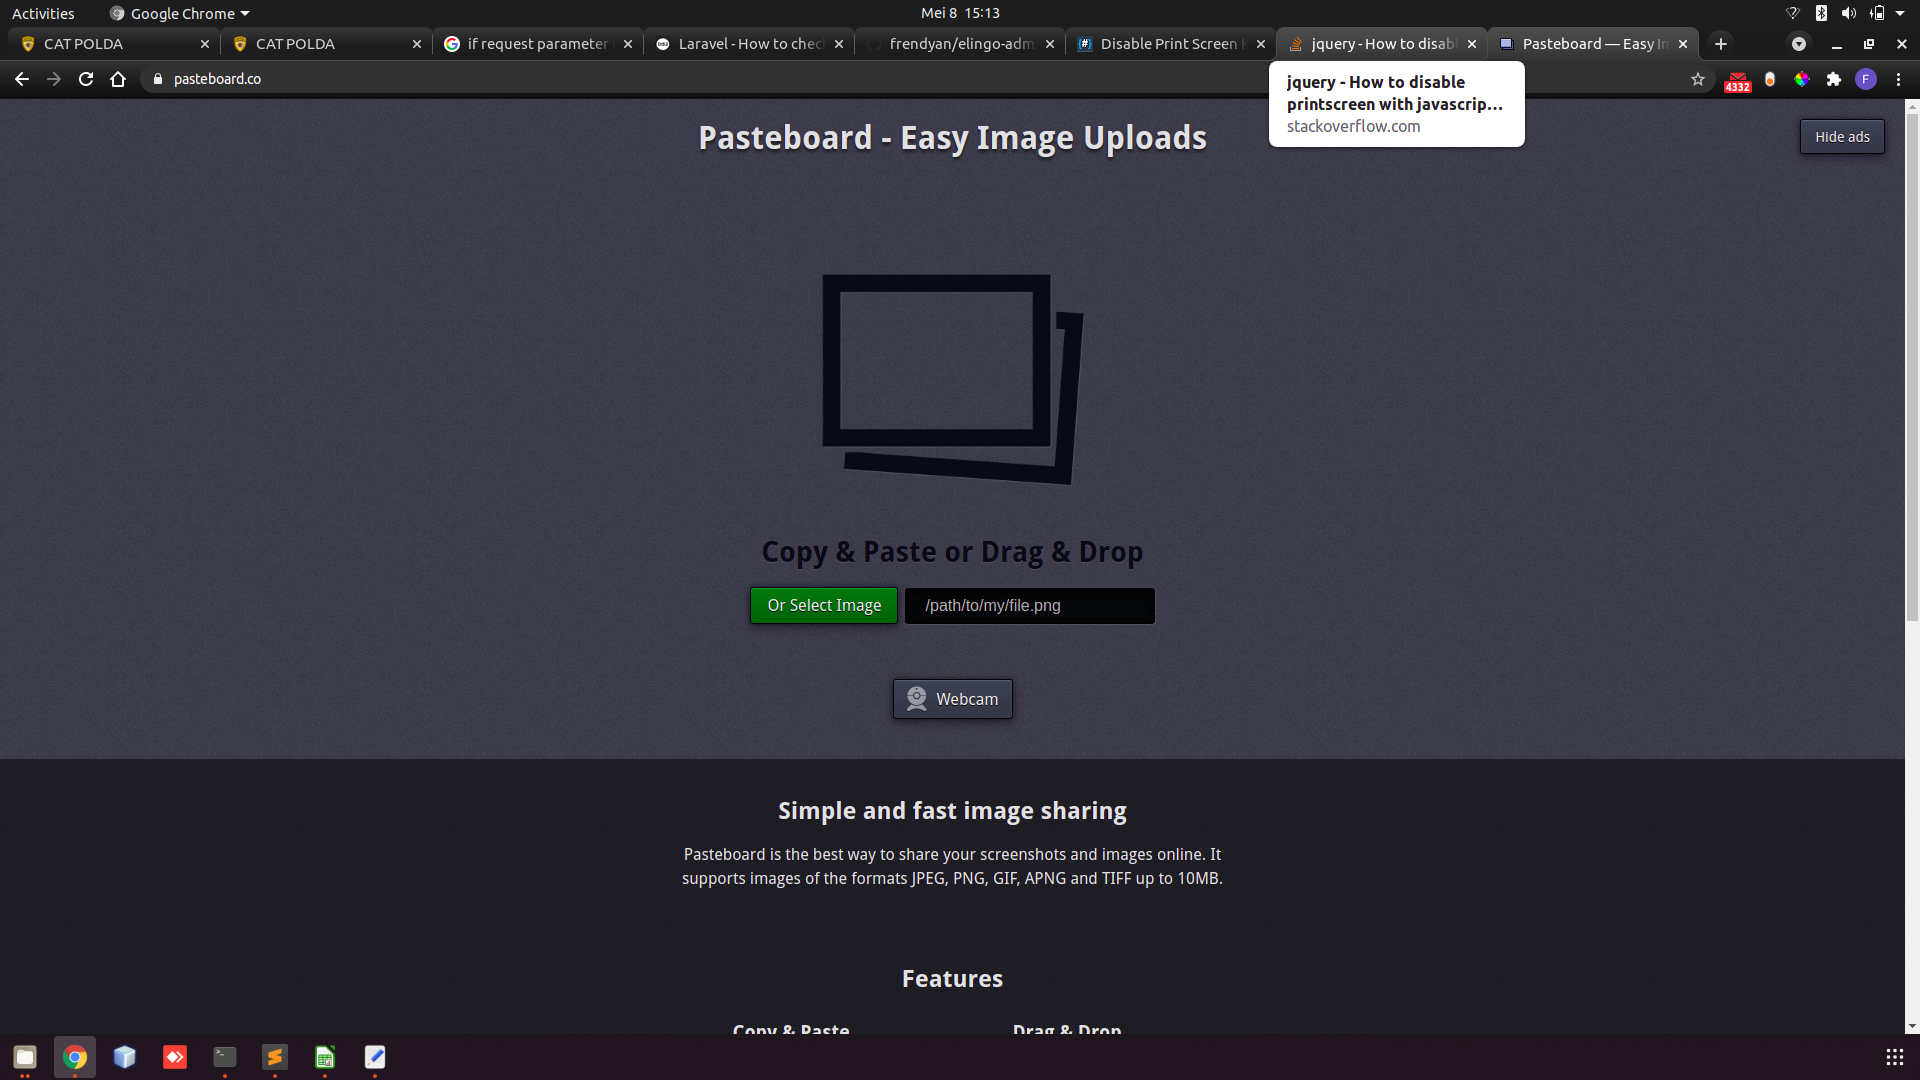 Activities
Google Chrome
Mei 8 15:13
CAT POLDA
CAT POLDA
if request parameter
Laravel - How to chec
frendyan/elingo-adm
Disable Print Screen
jquery - How to disabl
Pasteboard — Easy Im
pasteboard.co
4332
F
jquery - How to disable
printscreen with javascrip...
stackoverflow.com
Pasteboard - Easy Image Uploads
Hide ads
Copy & Paste or Drag & Drop
Or Select Image
/path/to/my/file.png
Webcam
Simple and fast image sharing
Pasteboard is the best way to share your screenshots and images online. It
supports images of the formats JPEG, PNG, GIF, APNG and TIFF up to 10MB.
Features
Copy & Paste
Drag & Drop